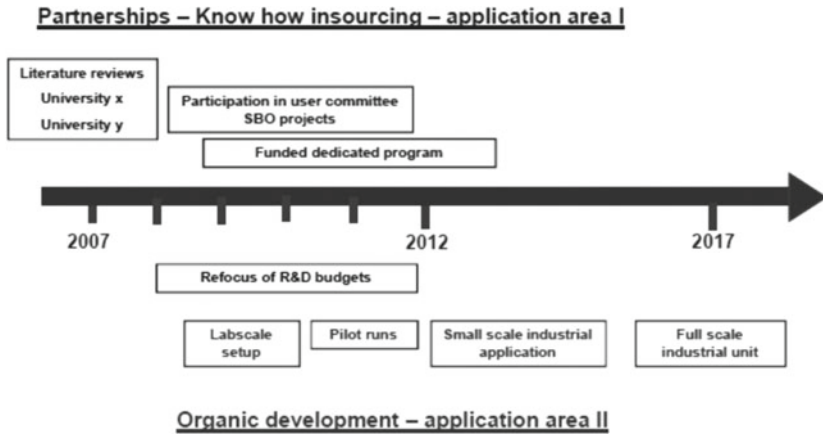 Partnerships – Know how insourcing – application area I
Literature reviews
University x
University y
Participation in user committee
SBO projects
Funded dedicated program
2007
2012
2017
Refocus of R&D budgets
Labscale
setup
Pilot runs
Small scale industrial
application
Full scale
industrial unit
Organic development – application area II